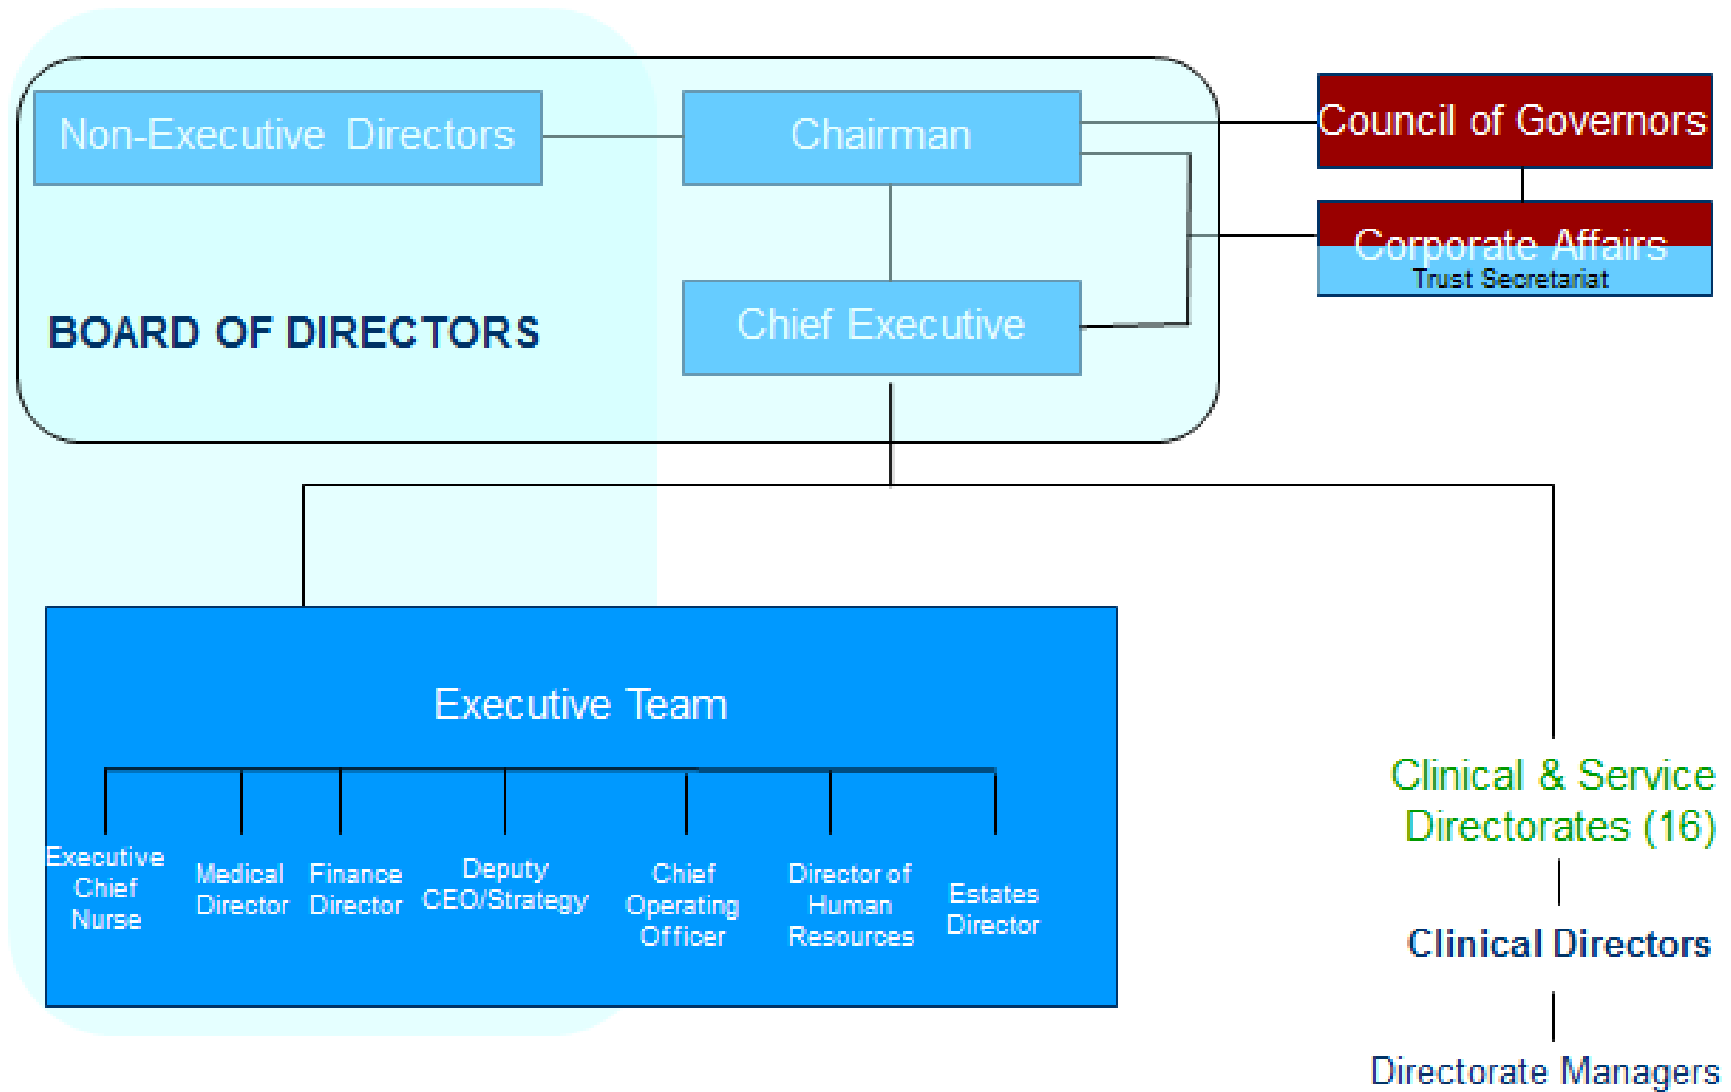 Non-Executive Directors
Chairman
Council of Governors
Corporate Affairs
Trust Secretariat
Chief Executive
BOARD OF DIRECTORS
Executive Team
Executive
Chief
Nurse
Medical
Director
Finance
Director
Deputy
CEO/Strategy
Chief
Operating
Officer
Director of
Human
Resources
Estates
Director
Clinical & Service
Directorates (16)
Clinical Directors
Directorate Managers